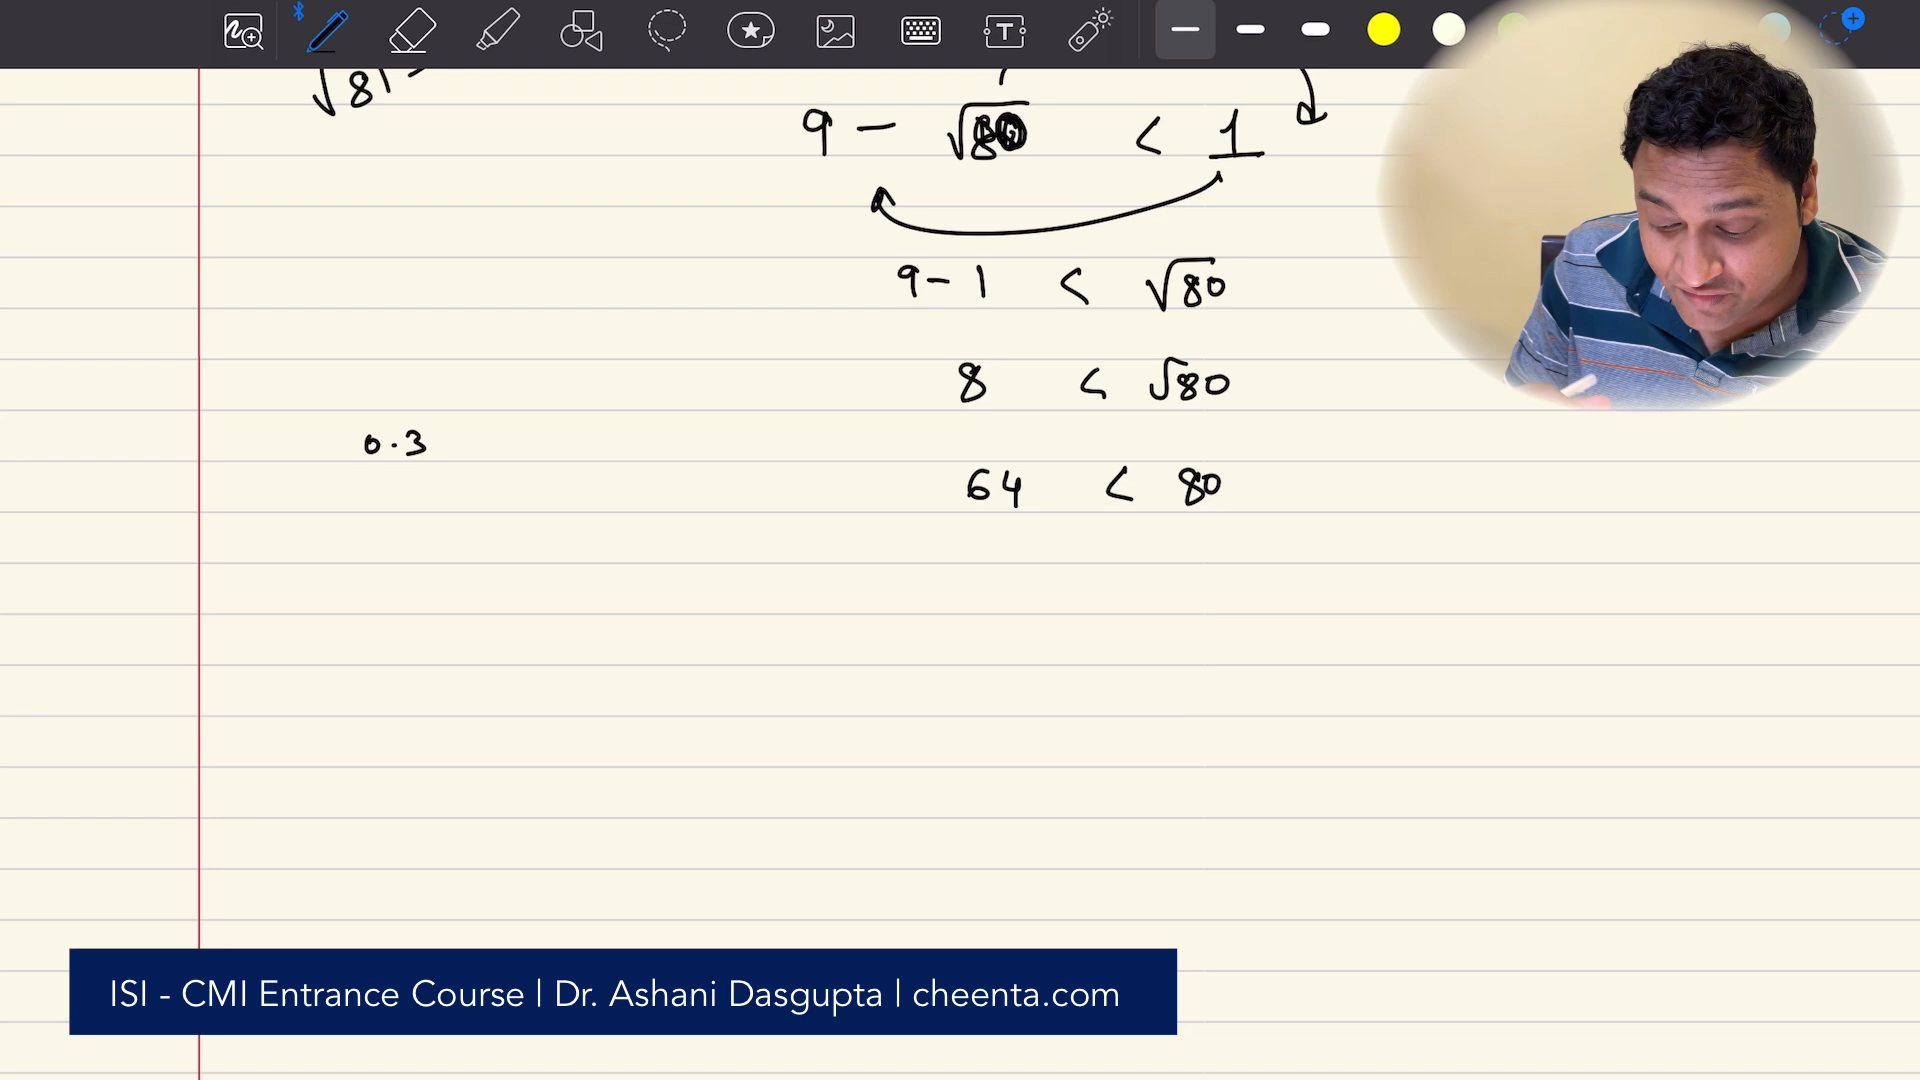 √81 -
9 - √80 < 1
9 - 1 < √80
8 < √80
0.3
64 < 80
ISI - CMI Entrance Course | Dr. Ashani Dasgupta | cheenta.com